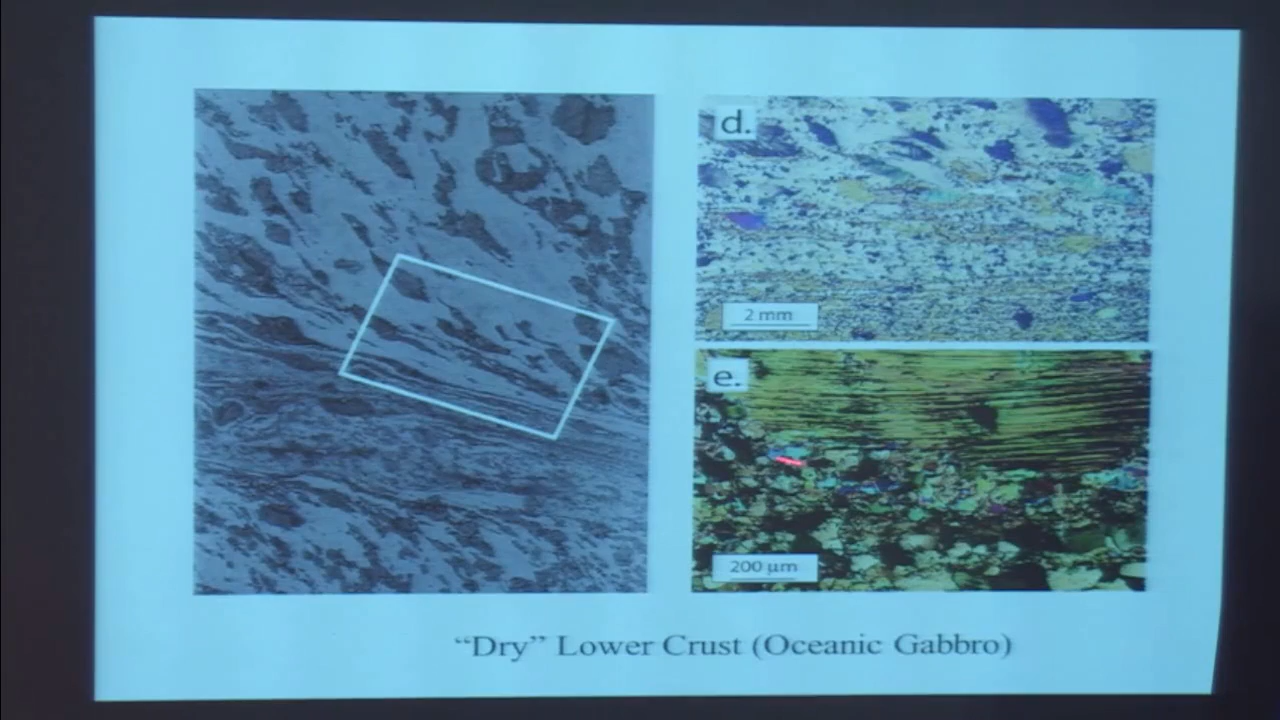 d.
2 mm
e.
200 μm
“Dry” Lower Crust (Oceanic Gabbro)